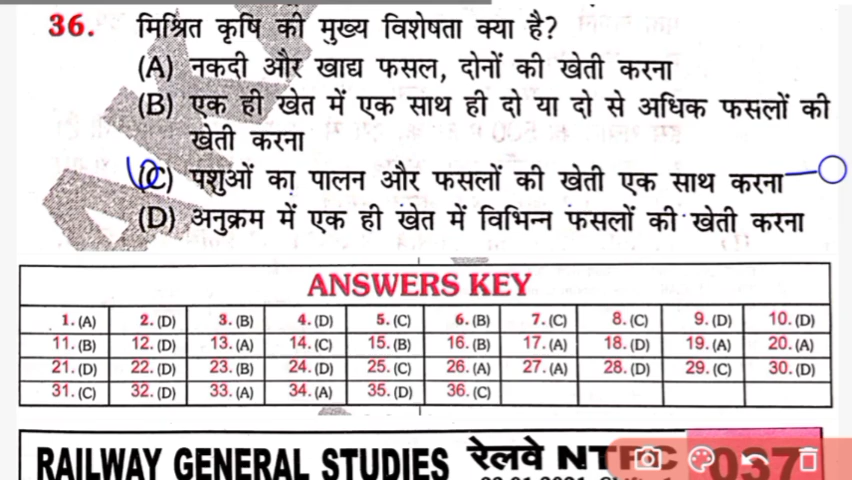 36. मिश्रित कृषि की मुख्य विशेषता क्या है?
(A) नकदी और खाद्य फसल, दोनों की खेती करना
(B) एक ही खेत में एक साथ ही दो या दो से अधिक फसलों की
खेती करना
(C) पशुओं का पालन और फसलों की खेती एक साथ करना
(D) अनुक्रम में एक ही खेत में विभिन्न फसलों की खेती करना
ANSWERS KEY
1. (A) 2. (D) 3. (B) 4. (D) 5. (C) 6. (B) 7. (C) 8. (C) 9. (D) 10. (D)
11. (B) 12. (D) 13. (A) 14. (C) 15. (B) 16. (B) 17. (A) 18. (D) 19. (A) 20. (A)
21. (D) 22. (D) 23. (B) 24. (D) 25. (C) 26. (A) 27. (A) 28. (D) 29. (C) 30. (D)
31. (C) 32. (D) 33. (A) 34. (A) 35. (D) 36. (C)
RAILWAY GENERAL STUDIES रेलवे NTPC 037